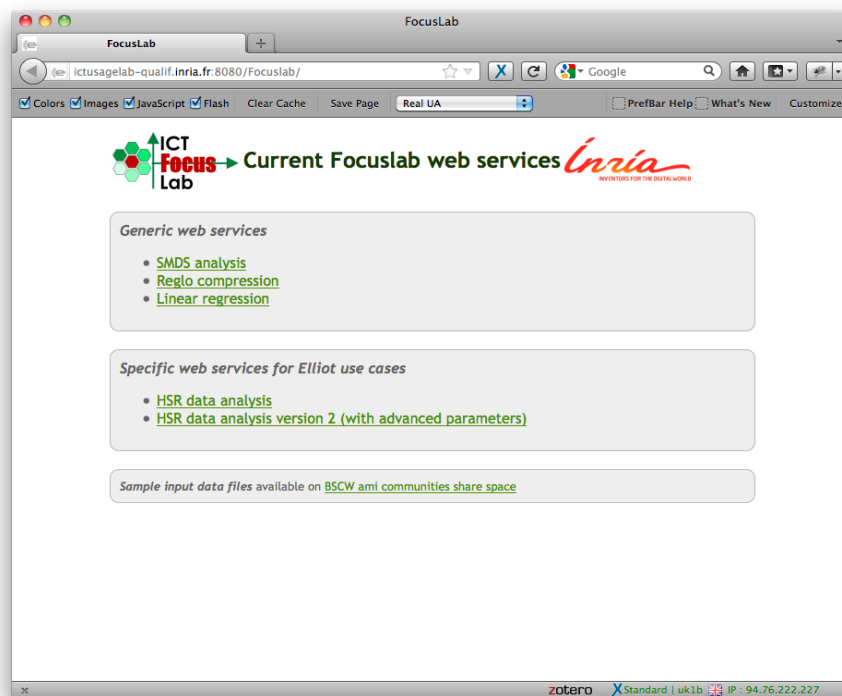 FocusLab
FocusLab
ictusagelab-qualif.inria.fr:8080/Focuslab/
Google
Colors Images JavaScript Flash Clear Cache Save Page Real UA PrefBar Help What's New Customize
ICT
Focus
Lab
Current Focuslab web services
Inria
INVENTORS FOR THE DIGITAL WORLD
Generic web services
SMDS analysis
Reglo compression
Linear regression
Specific web services for Elliot use cases
HSR data analysis
HSR data analysis version 2 (with advanced parameters)
Sample input data files available on BSCW ami communities share space
zotero X Standard | uk1b IP : 94.76.222.227